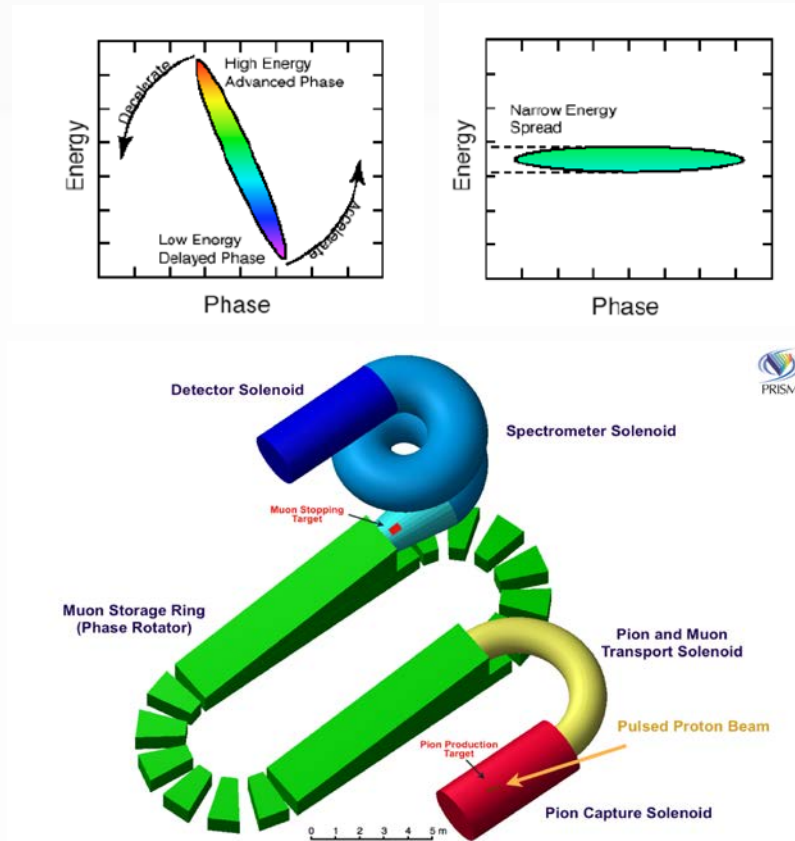 High Energy
Advanced Phase
Decelerate
Energy
Low Energy
Delayed Phase
Accelerate
Phase
Narrow Energy
Spread
Energy
Phase
PRISM
Detector Solenoid
Spectrometer Solenoid
Muon Stopping
Target
Muon Storage Ring
(Phase Rotator)
Pion and Muon
Transport Solenoid
Pulsed Proton Beam
Pion Production
Target
Pion Capture Solenoid
0 1 2 3 4 5 m